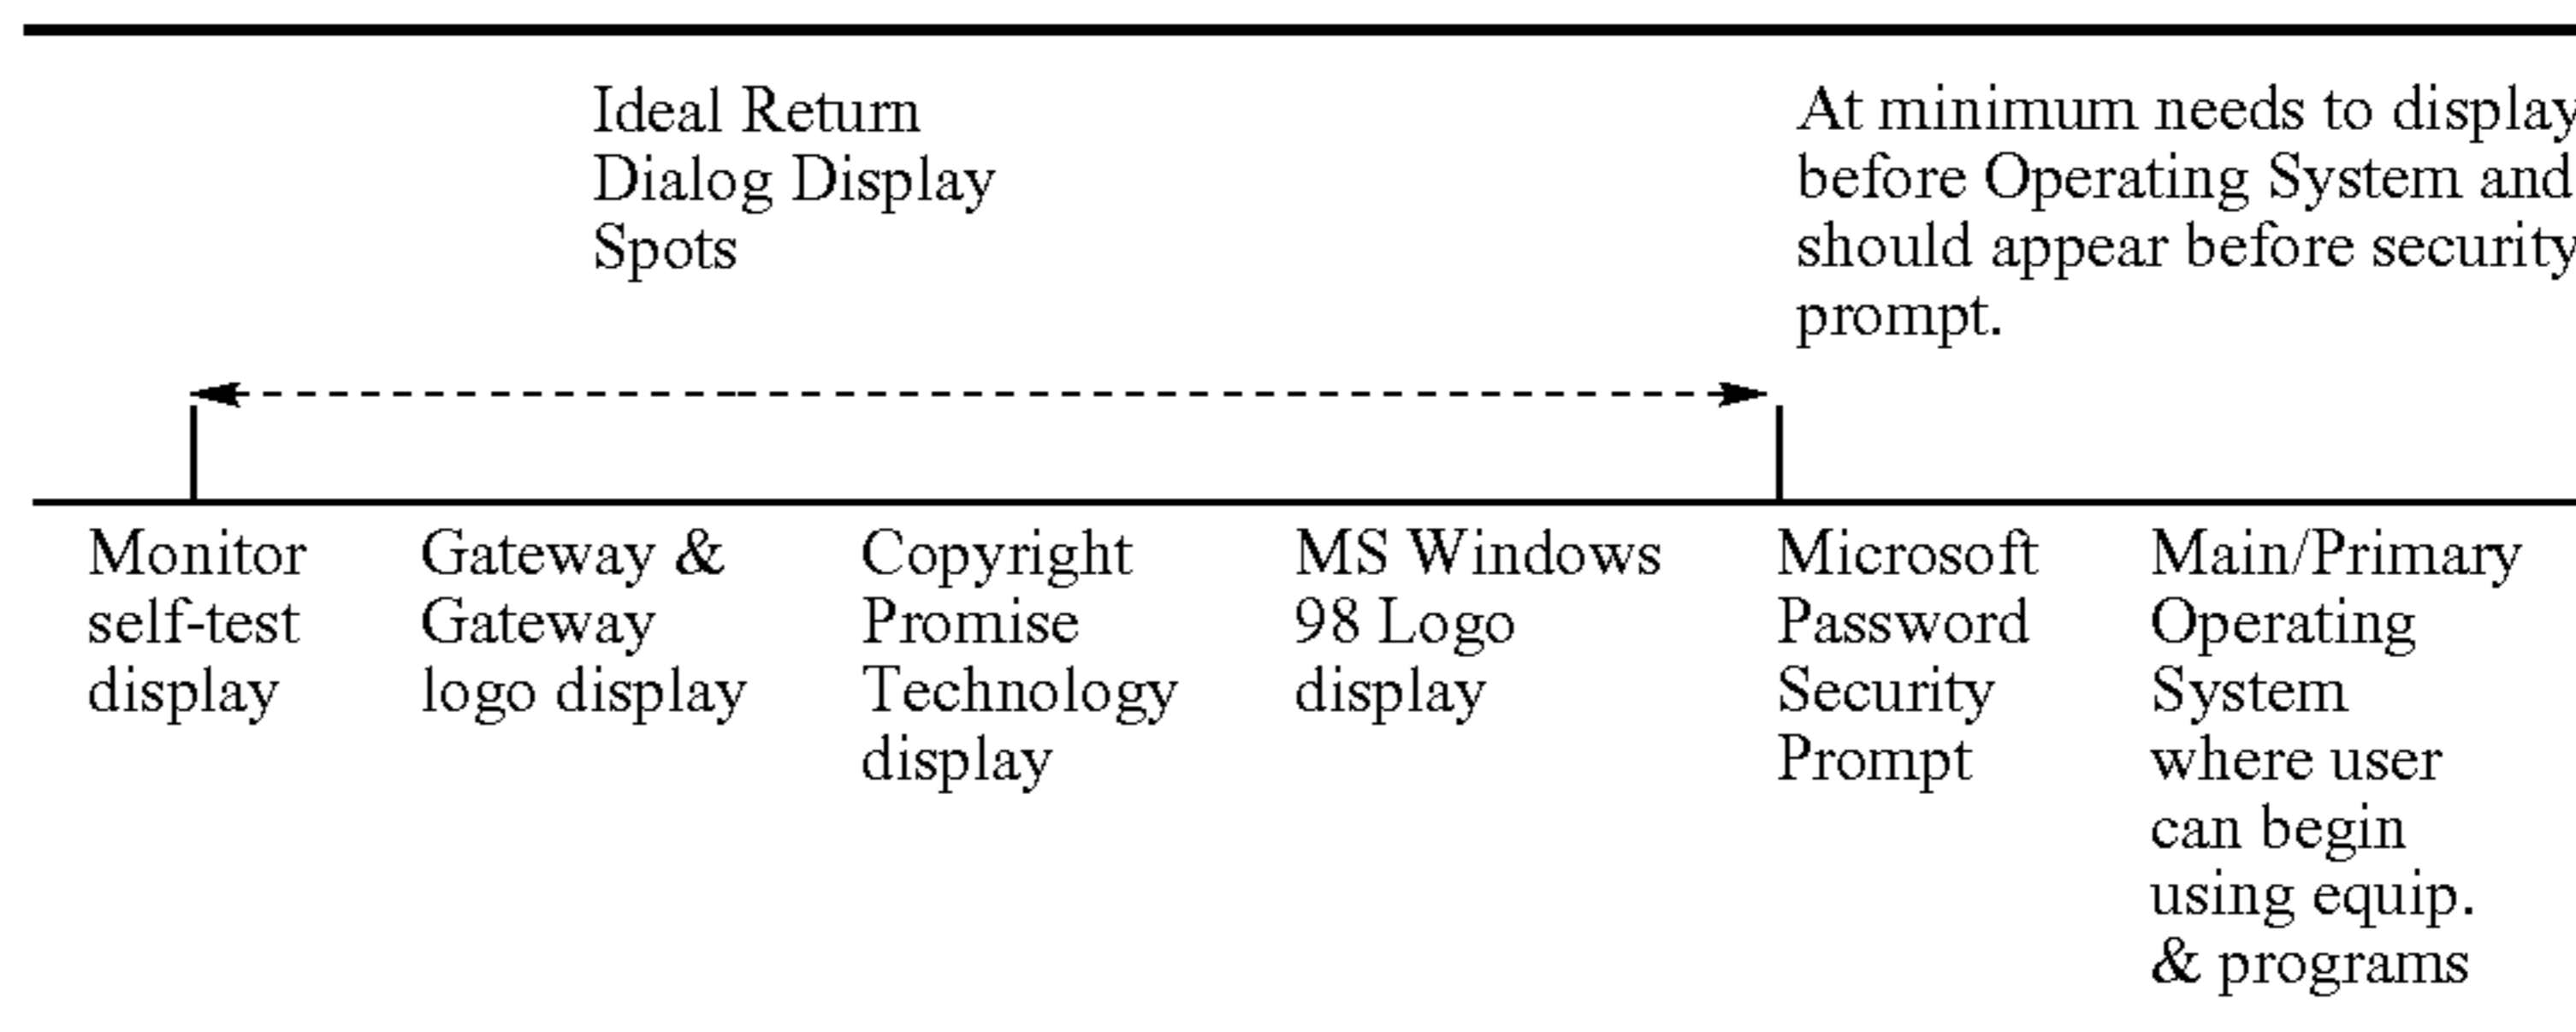 Ideal Return
Dialog Display
Spots
At minimum needs to display
before Operating System and
should appear before security
prompt.
Monitor
self-test
display
Gateway &
Gateway
logo display
Copyright
Promise
Technology
display
MS Windows
98 Logo
display
Microsoft
Password
Security
Prompt
Main/Primary
Operating
System
where user
can begin
using equip.
& programs